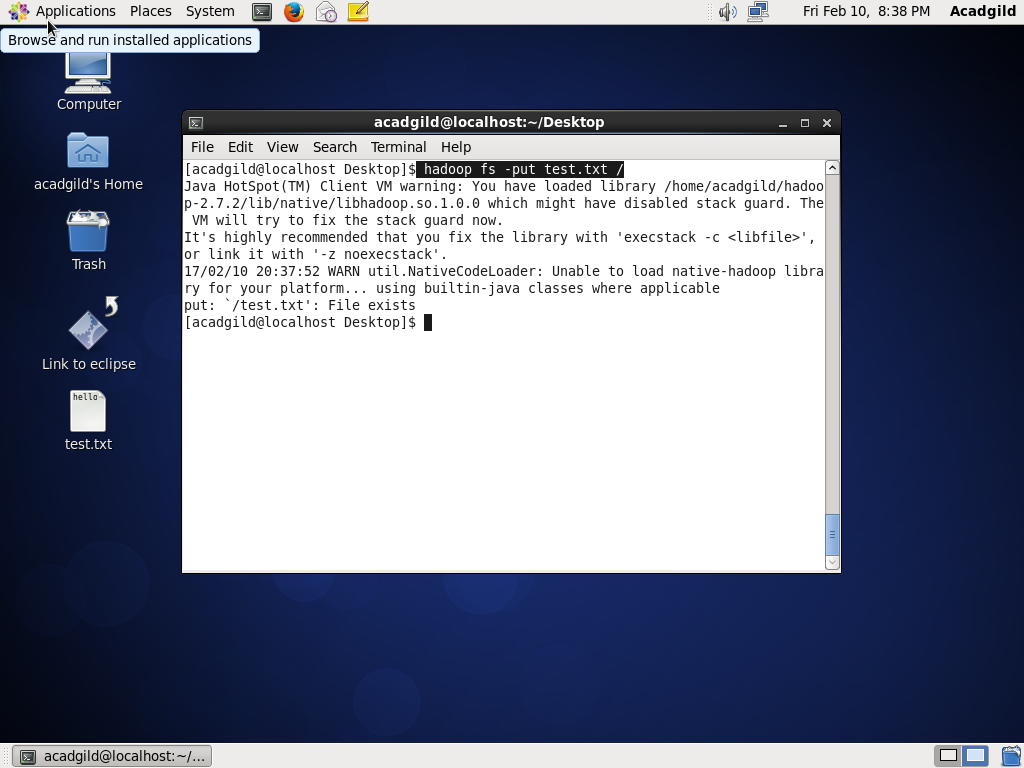 Applications Places System Fri Feb 10, 8:38 PM Acadgild
Browse and run installed applications
Computer
acadgild's Home
Trash
Link to eclipse
hello
test.txt
acadgild@localhost:~/Desktop
File Edit View Search Terminal Help
[acadgild@localhost Desktop]$ hadoop fs -put test.txt /
Java HotSpot(TM) Client VM warning: You have loaded library /home/acadgild/hadoo
p-2.7.2/lib/native/libhadoop.so.1.0.0 which might have disabled stack guard. The
 VM will try to fix the stack guard now.
It's highly recommended that you fix the library with 'execstack -c <libfile>',
or link it with '-z noexecstack'.
17/02/10 20:37:52 WARN util.NativeCodeLoader: Unable to load native-hadoop libra
ry for your platform... using builtin-java classes where applicable
put: `/test.txt': File exists
[acadgild@localhost Desktop]$
acadgild@localhost:~/...